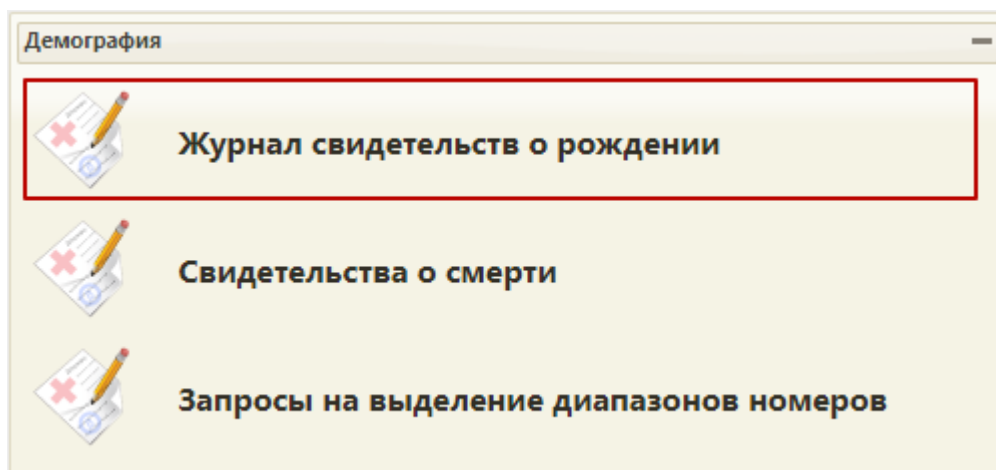 Демография
Журнал свидетельств о рождении
Свидетельства о смерти
Запросы на выделение диапазонов номеров